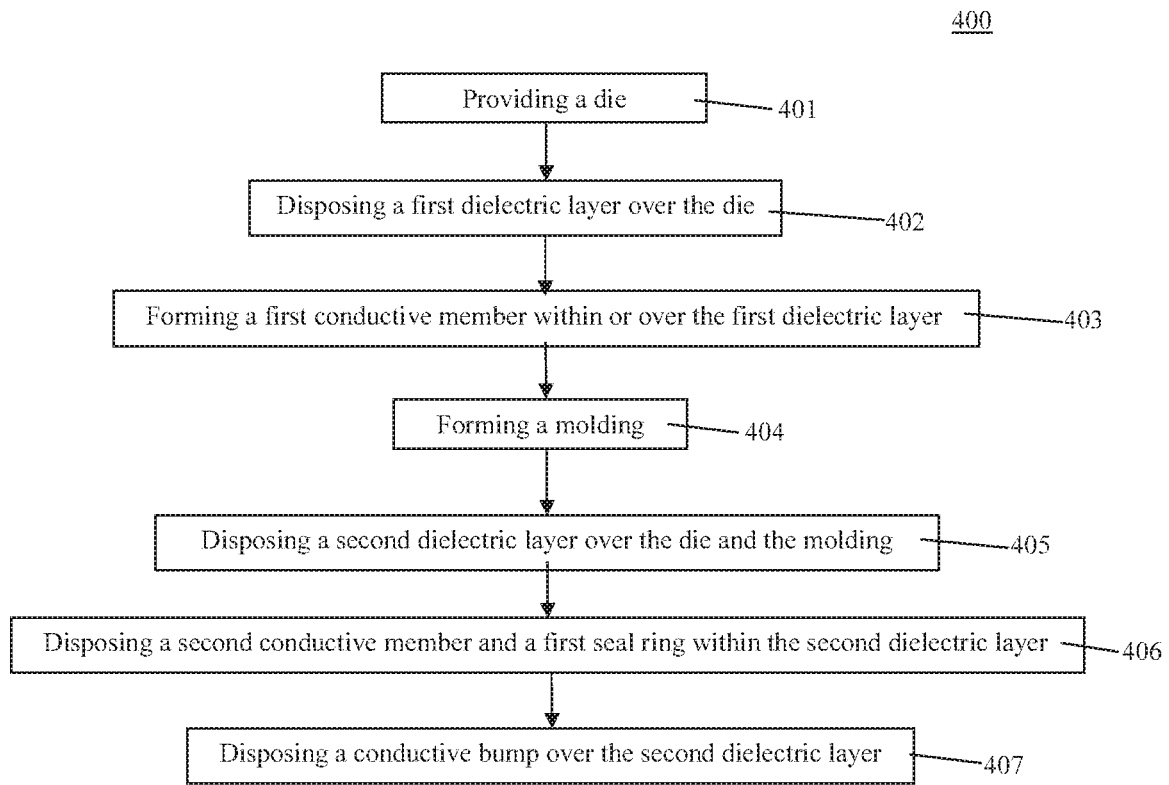 400
Providing a die
401
Disposing a first dielectric layer over the die
402
Forming a first conductive member within or over the first dielectric layer
403
Forming a molding
404
Disposing a second dielectric layer over the die and the molding
405
Disposing a second conductive member and a first seal ring within the second dielectric layer
406
Disposing a conductive bump over the second dielectric layer
407